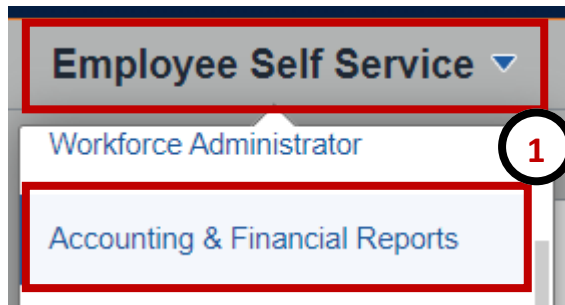 Employee Self Service
Workforce Administrator
1
Accounting & Financial Reports